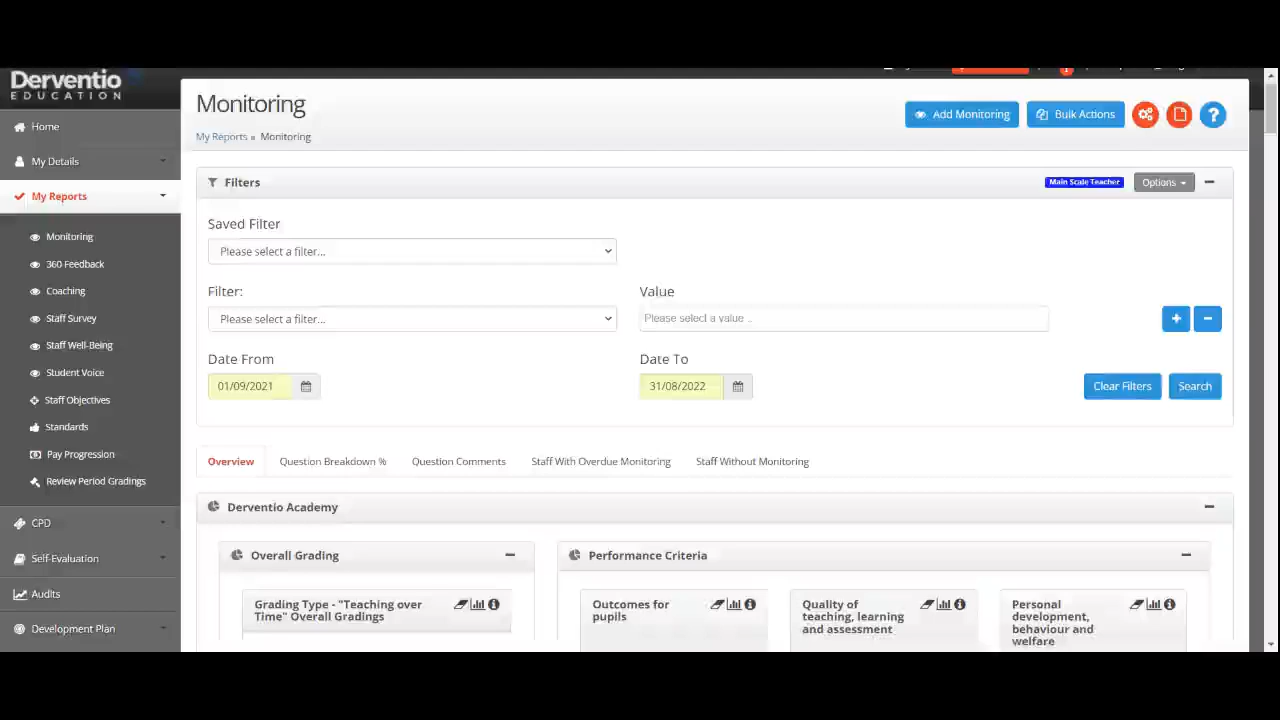 Derventio
EDUCATION
Home
My Details
My Reports
Monitoring
360 Feedback
Coaching
Staff Survey
Staff Well-Being
Student Voice
Staff Objectives
Standards
Pay Progression
Review Period Gradings
CPD
Self-Evaluation
Audits
Development Plan
Monitoring
My Reports » Monitoring
Add Monitoring
Bulk Actions
?
Filters
Main Scale Teacher
Options
Saved Filter
Please select a filter...
Filter:
Value
Please select a filter...
Please select a value ..
Date From
Date To
01/09/2021
31/08/2022
Clear Filters
Search
Overview
Question Breakdown %
Question Comments
Staff With Overdue Monitoring
Staff Without Monitoring
Derventio Academy
Overall Grading
Performance Criteria
Grading Type - "Teaching over
Time" Overall Gradings
Outcomes for
pupils
Quality of
teaching, learning
and assessment
Personal
development,
behaviour and
welfare